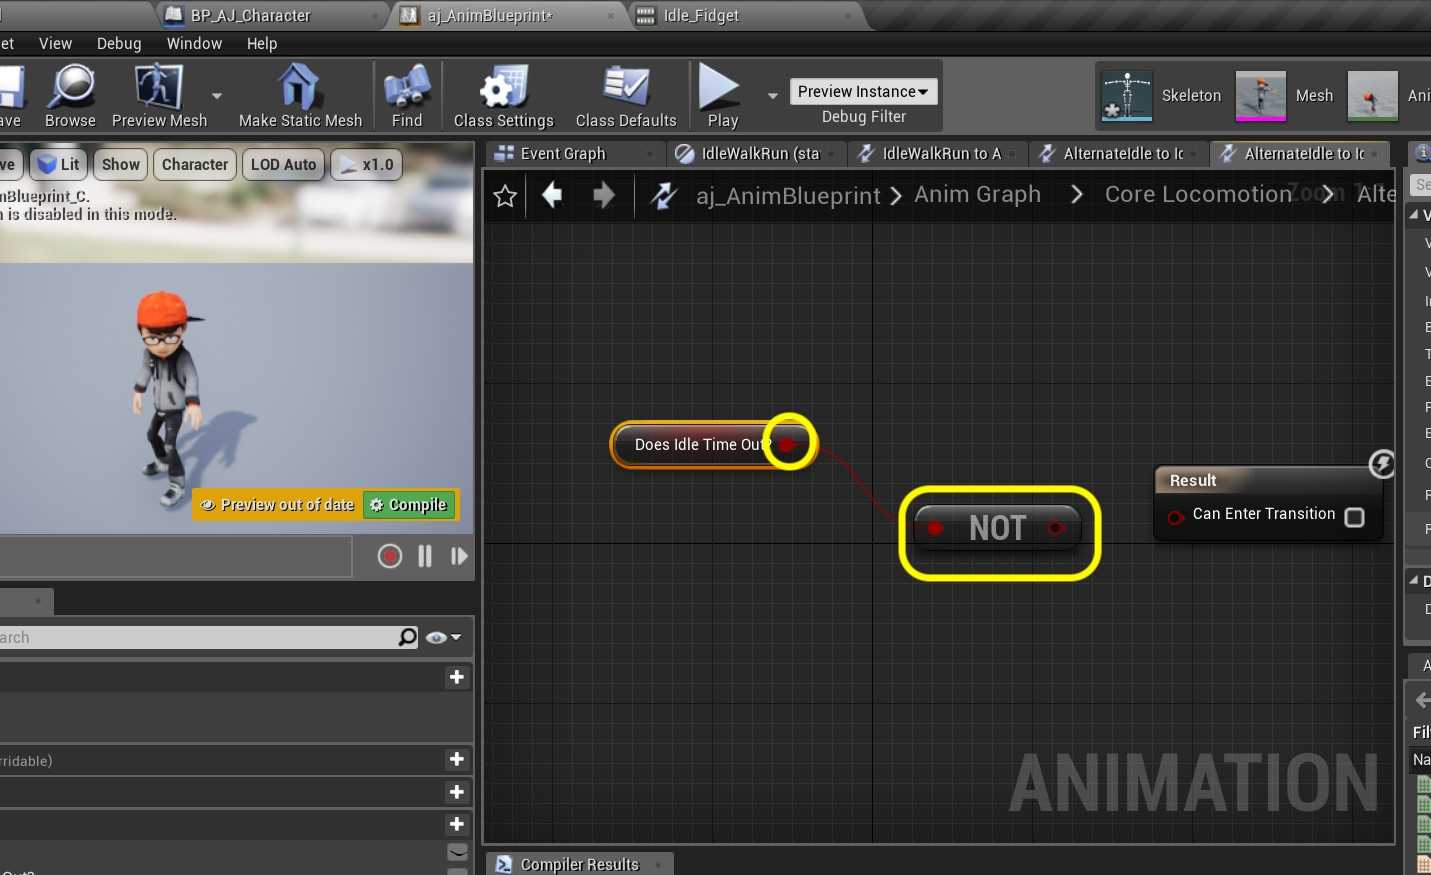 BP_AJ_Character
aj_AnimBlueprint*
Idle_Fidget
et View Debug Window Help
ave Browse Preview Mesh Make Static Mesh Find Class Settings Class Defaults Play
Preview Instance
Debug Filter
Skeleton Mesh Ani
ve Lit Show Character LOD Auto x1.0
Event Graph IdleWalkRun (sta IdleWalkRun to A AlternateIdle to Ic AlternateIdle to Ic
mBlueprint_C.
n is disabled in this mode.
aj_AnimBlueprint > Anim Graph > Core Locomotion > Alte
Does Idle Time Out?
NOT
Result
Can Enter Transition
Preview out of date Compile
arch
rridable)
ANIMATION
Compiler Results
Se
Fil
Na